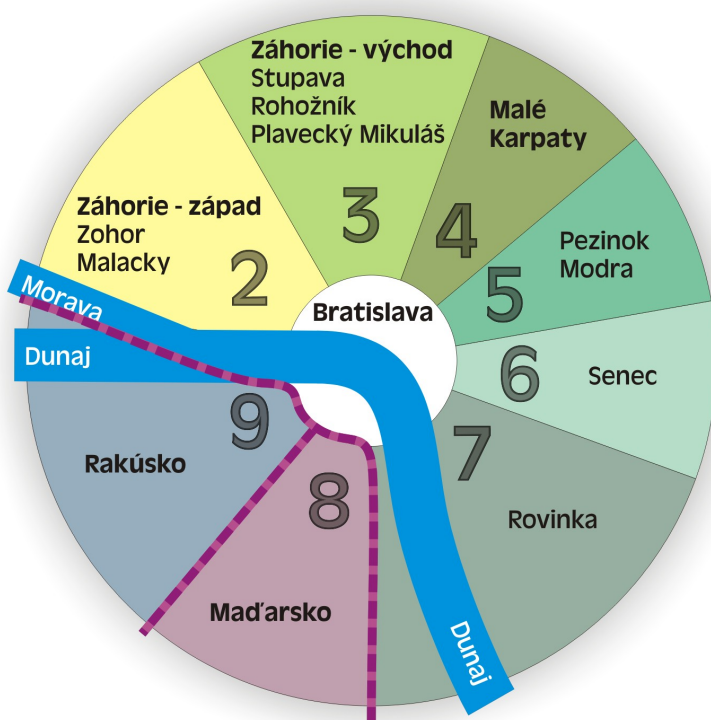 Záhorie - východ
Stupava
Rohožník
Plavecký Mikuláš
3
Malé
Karpaty
4
Záhorie - západ
Zohor
Malacky
2
Pezinok
Modra
5
Morava
Bratislava
Dunaj
Senec
6
9
Rakúsko
7
8
Rovinka
Maďarsko
Dunaj